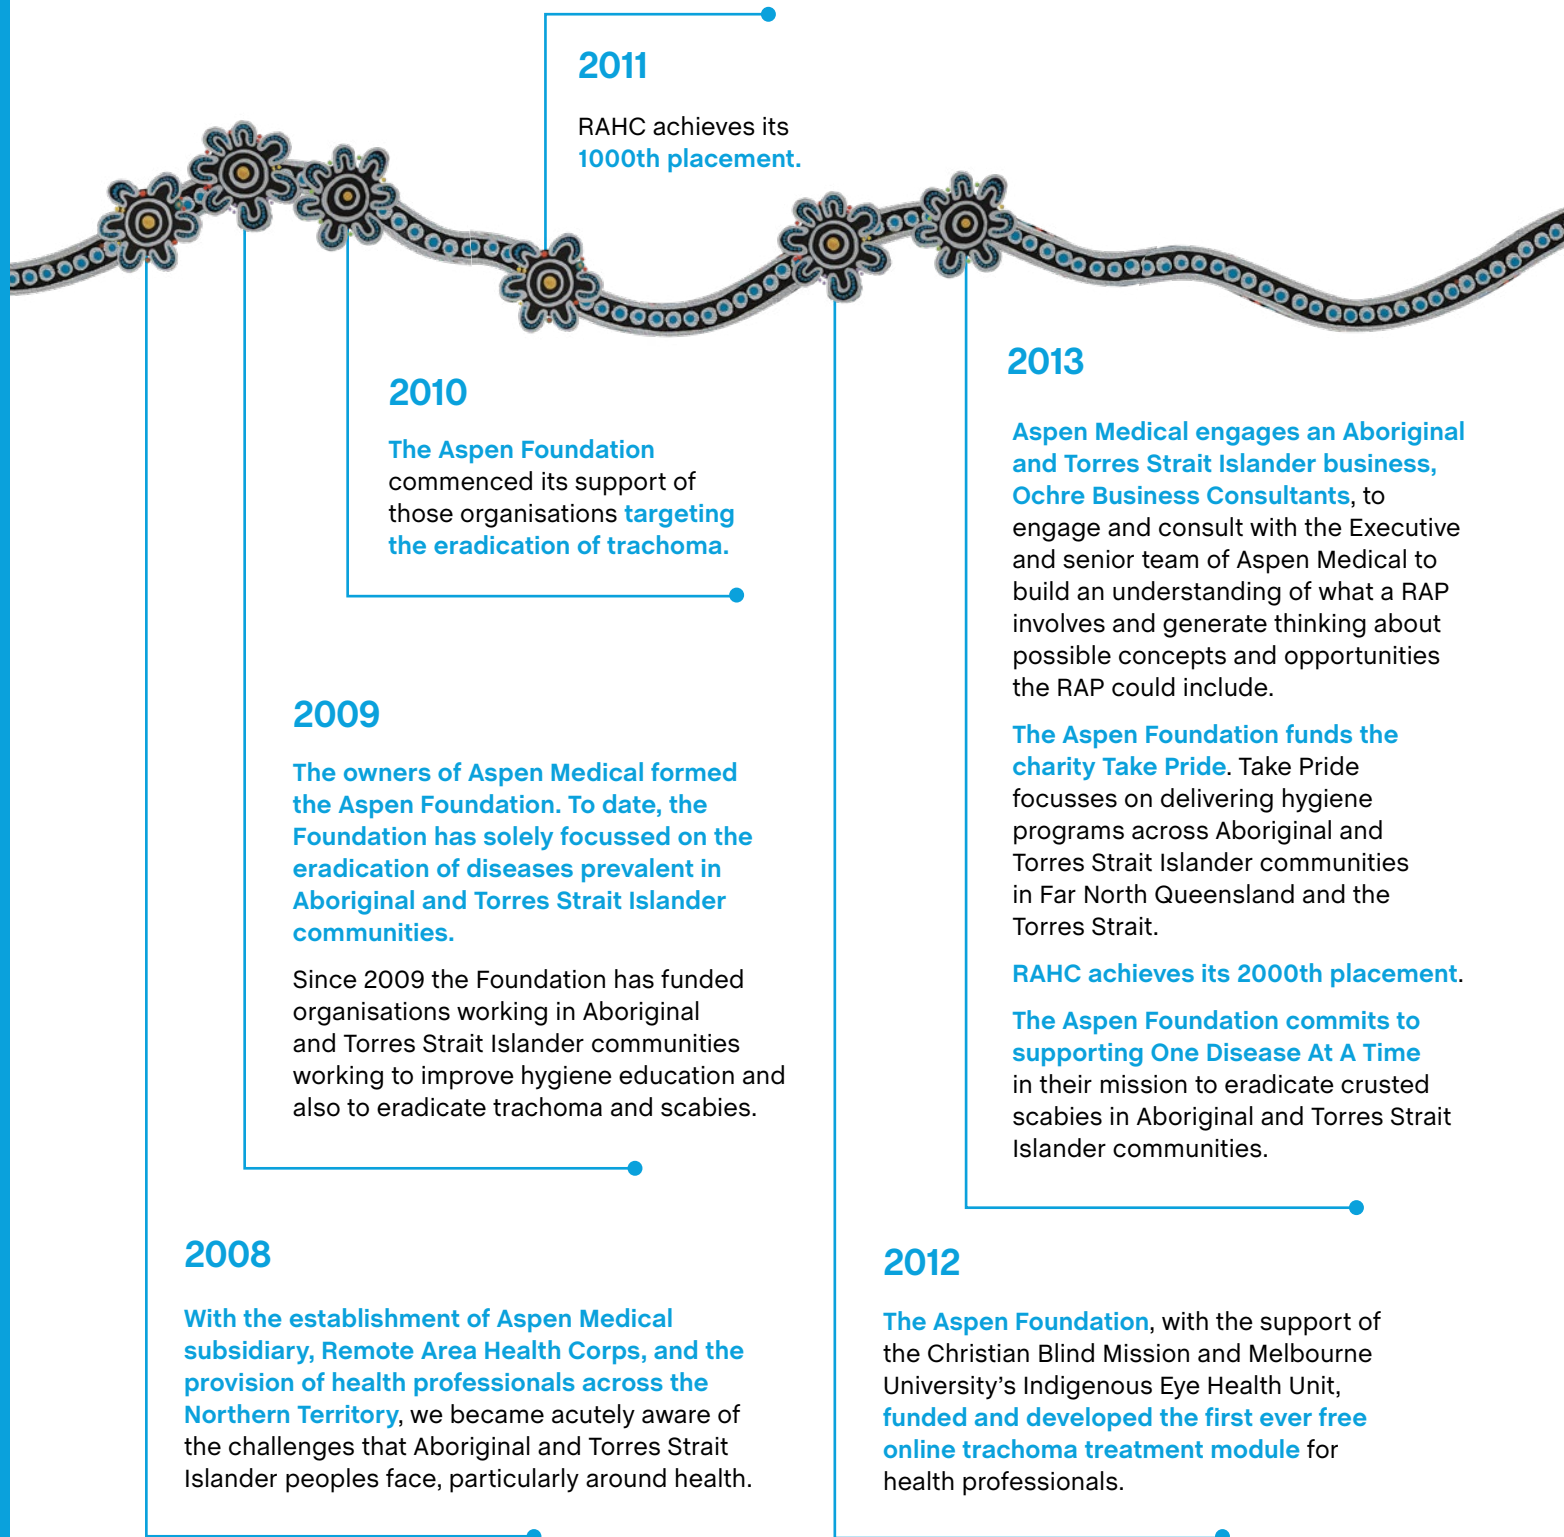 2011
RAHC achieves its
1000th placement.
2010
The Aspen Foundation
commenced its support of
those organisations targeting
the eradication of trachoma.
2009
The owners of Aspen Medical formed
the Aspen Foundation. To date, the
Foundation has solely focussed on the
eradication of diseases prevalent in
Aboriginal and Torres Strait Islander
communities.
Since 2009 the Foundation has funded
organisations working in Aboriginal
and Torres Strait Islander communities
working to improve hygiene education and
also to eradicate trachoma and scabies.
2008
With the establishment of Aspen Medical
subsidiary, Remote Area Health Corps, and the
provision of health professionals across the
Northern Territory, we became acutely aware of
the challenges that Aboriginal and Torres Strait
Islander peoples face, particularly around health.
2013
Aspen Medical engages an Aboriginal
and Torres Strait Islander business,
Ochre Business Consultants, to
engage and consult with the Executive
and senior team of Aspen Medical to
build an understanding of what a RAP
involves and generate thinking about
possible concepts and opportunities
the RAP could include.
The Aspen Foundation funds the
charity Take Pride. Take Pride
focusses on delivering hygiene
programs across Aboriginal and
Torres Strait Islander communities
in Far North Queensland and the
Torres Strait.
RAHC achieves its 2000th placement.
The Aspen Foundation commits to
supporting One Disease At A Time
in their mission to eradicate crusted
scabies in Aboriginal and Torres Strait
Islander communities.
2012
The Aspen Foundation, with the support of
the Christian Blind Mission and Melbourne
University's Indigenous Eye Health Unit,
funded and developed the first ever free
online trachoma treatment module for
health professionals.